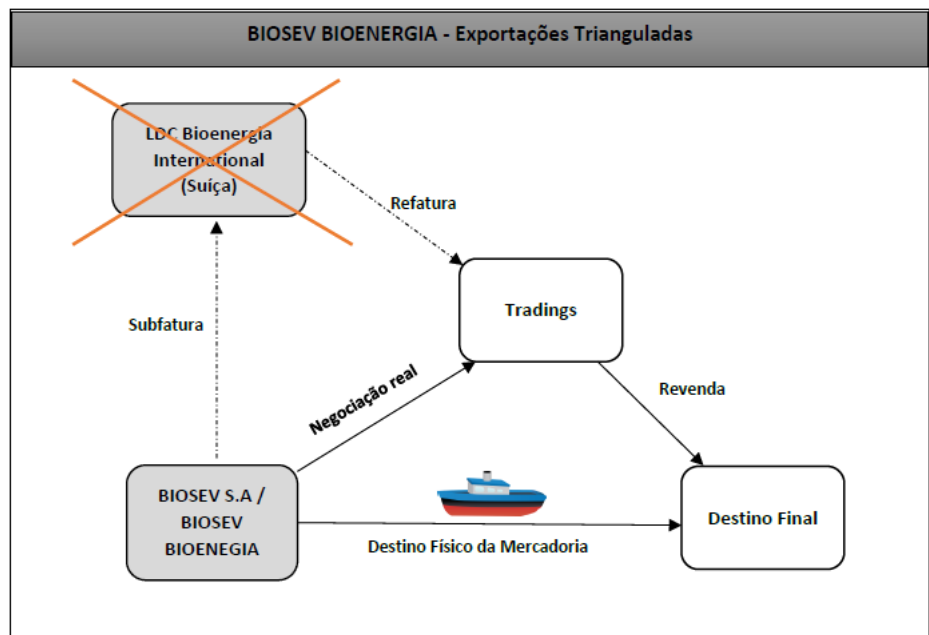 BIOSEV BIOENERGIA - Exportações Trianguladas
LDC Bioenergia
International
(Suíça)
Refatura
Tradings
Subfatura
Negociação real
Revenda
BIOSEV S.A /
BIOSEV
BIOENEGIA
Destino Físico da Mercadoria
Destino Final